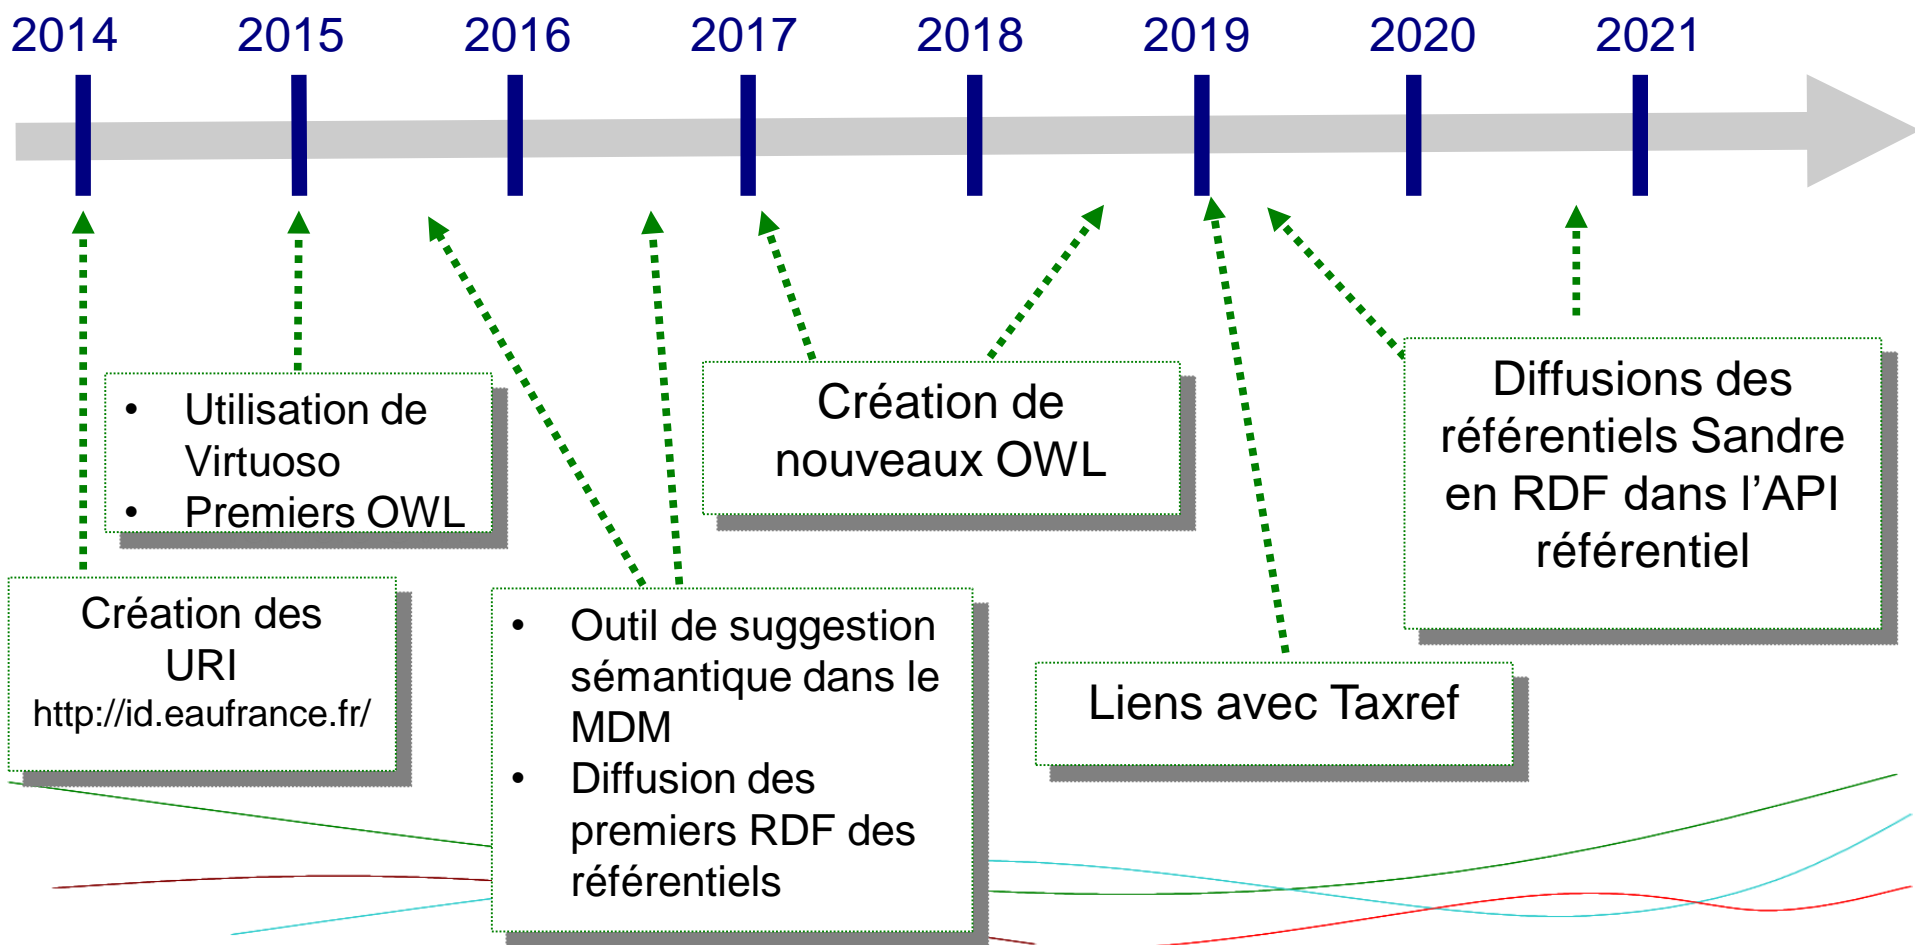 2014 2015 2016 2017 2018 2019 2020 2021
• Utilisation de
Virtuoso
• Premiers OWL
Création des
URI
http://id.eaufrance.fr/
• Outil de suggestion
sémantique dans le
MDM
• Diffusion des
premiers RDF des
référentiels
Création de
nouveaux OWL
Liens avec Taxref
Diffusions des
référentiels Sandre
en RDF dans l’API
référentiel